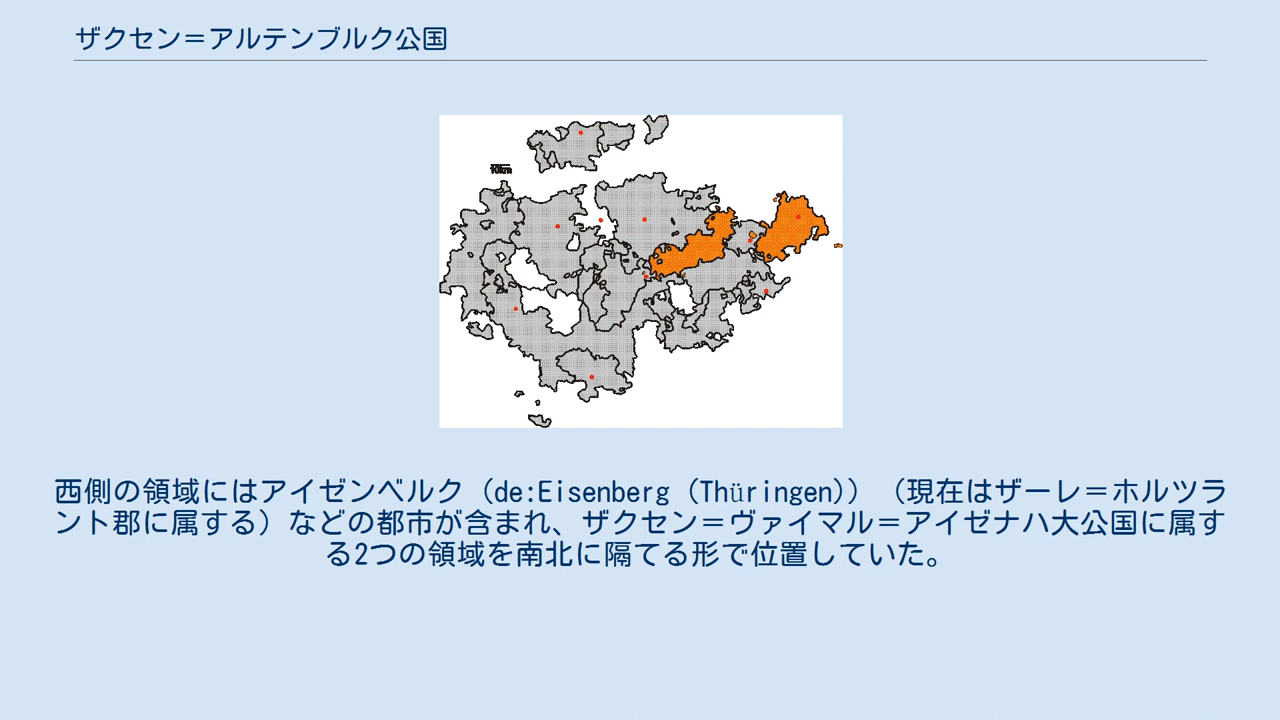 ザクセン＝アルテンブルク公国
10km
西側の領域にはアイゼンベルク（de:Eisenberg（Thüringen））（現在はザーレ＝ホルツラ
ント郡に属する）などの都市が含まれ、ザクセン＝ヴァイマル＝アイゼナハ大公国に属す
る2つの領域を南北に隔てる形で位置していた。